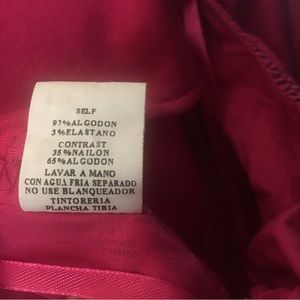 SELF
97%ALGODON
3%ELASTANO
CONTRAST
35%NAILON
65%ALGODON
LAVAR A MANO
CON AGUA FRIA SEPARADO
NO USE BLANQUEADOR
TINTORERIA
PLANCHA TIBIA